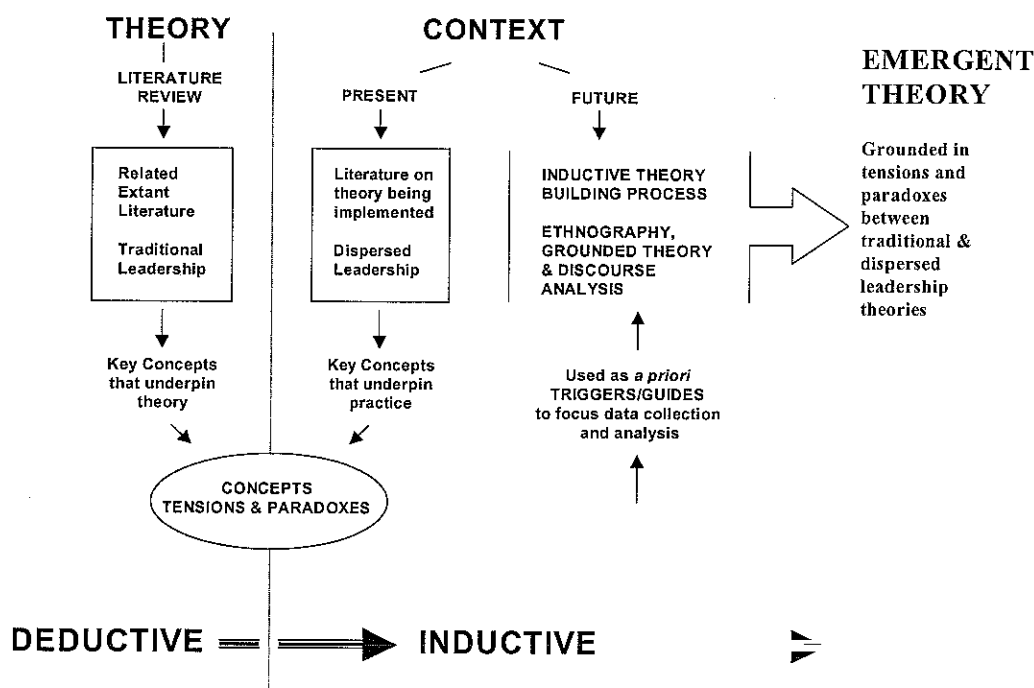 THEORY
CONTEXT
LITERATURE
REVIEW
PRESENT
FUTURE
EMERGENT
THEORY
Related
Extant
Literature
Traditional
Leadership
Literature on
theory being
implemented
Dispersed
Leadership
INDUCTIVE THEORY
BUILDING PROCESS
ETHNOGRAPHY,
GROUNDED THEORY
& DISCOURSE
ANALYSIS
Grounded in
tensions and
paradoxes
between
traditional &
dispersed
leadership
theories
Key Concepts
that underpin
theory
Key Concepts
that underpin
practice
Used as a priori
TRIGGERS/GUIDES
to focus data collection
and analysis
CONCEPTS
TENSIONS & PARADOXES
DEDUCTIVE
INDUCTIVE